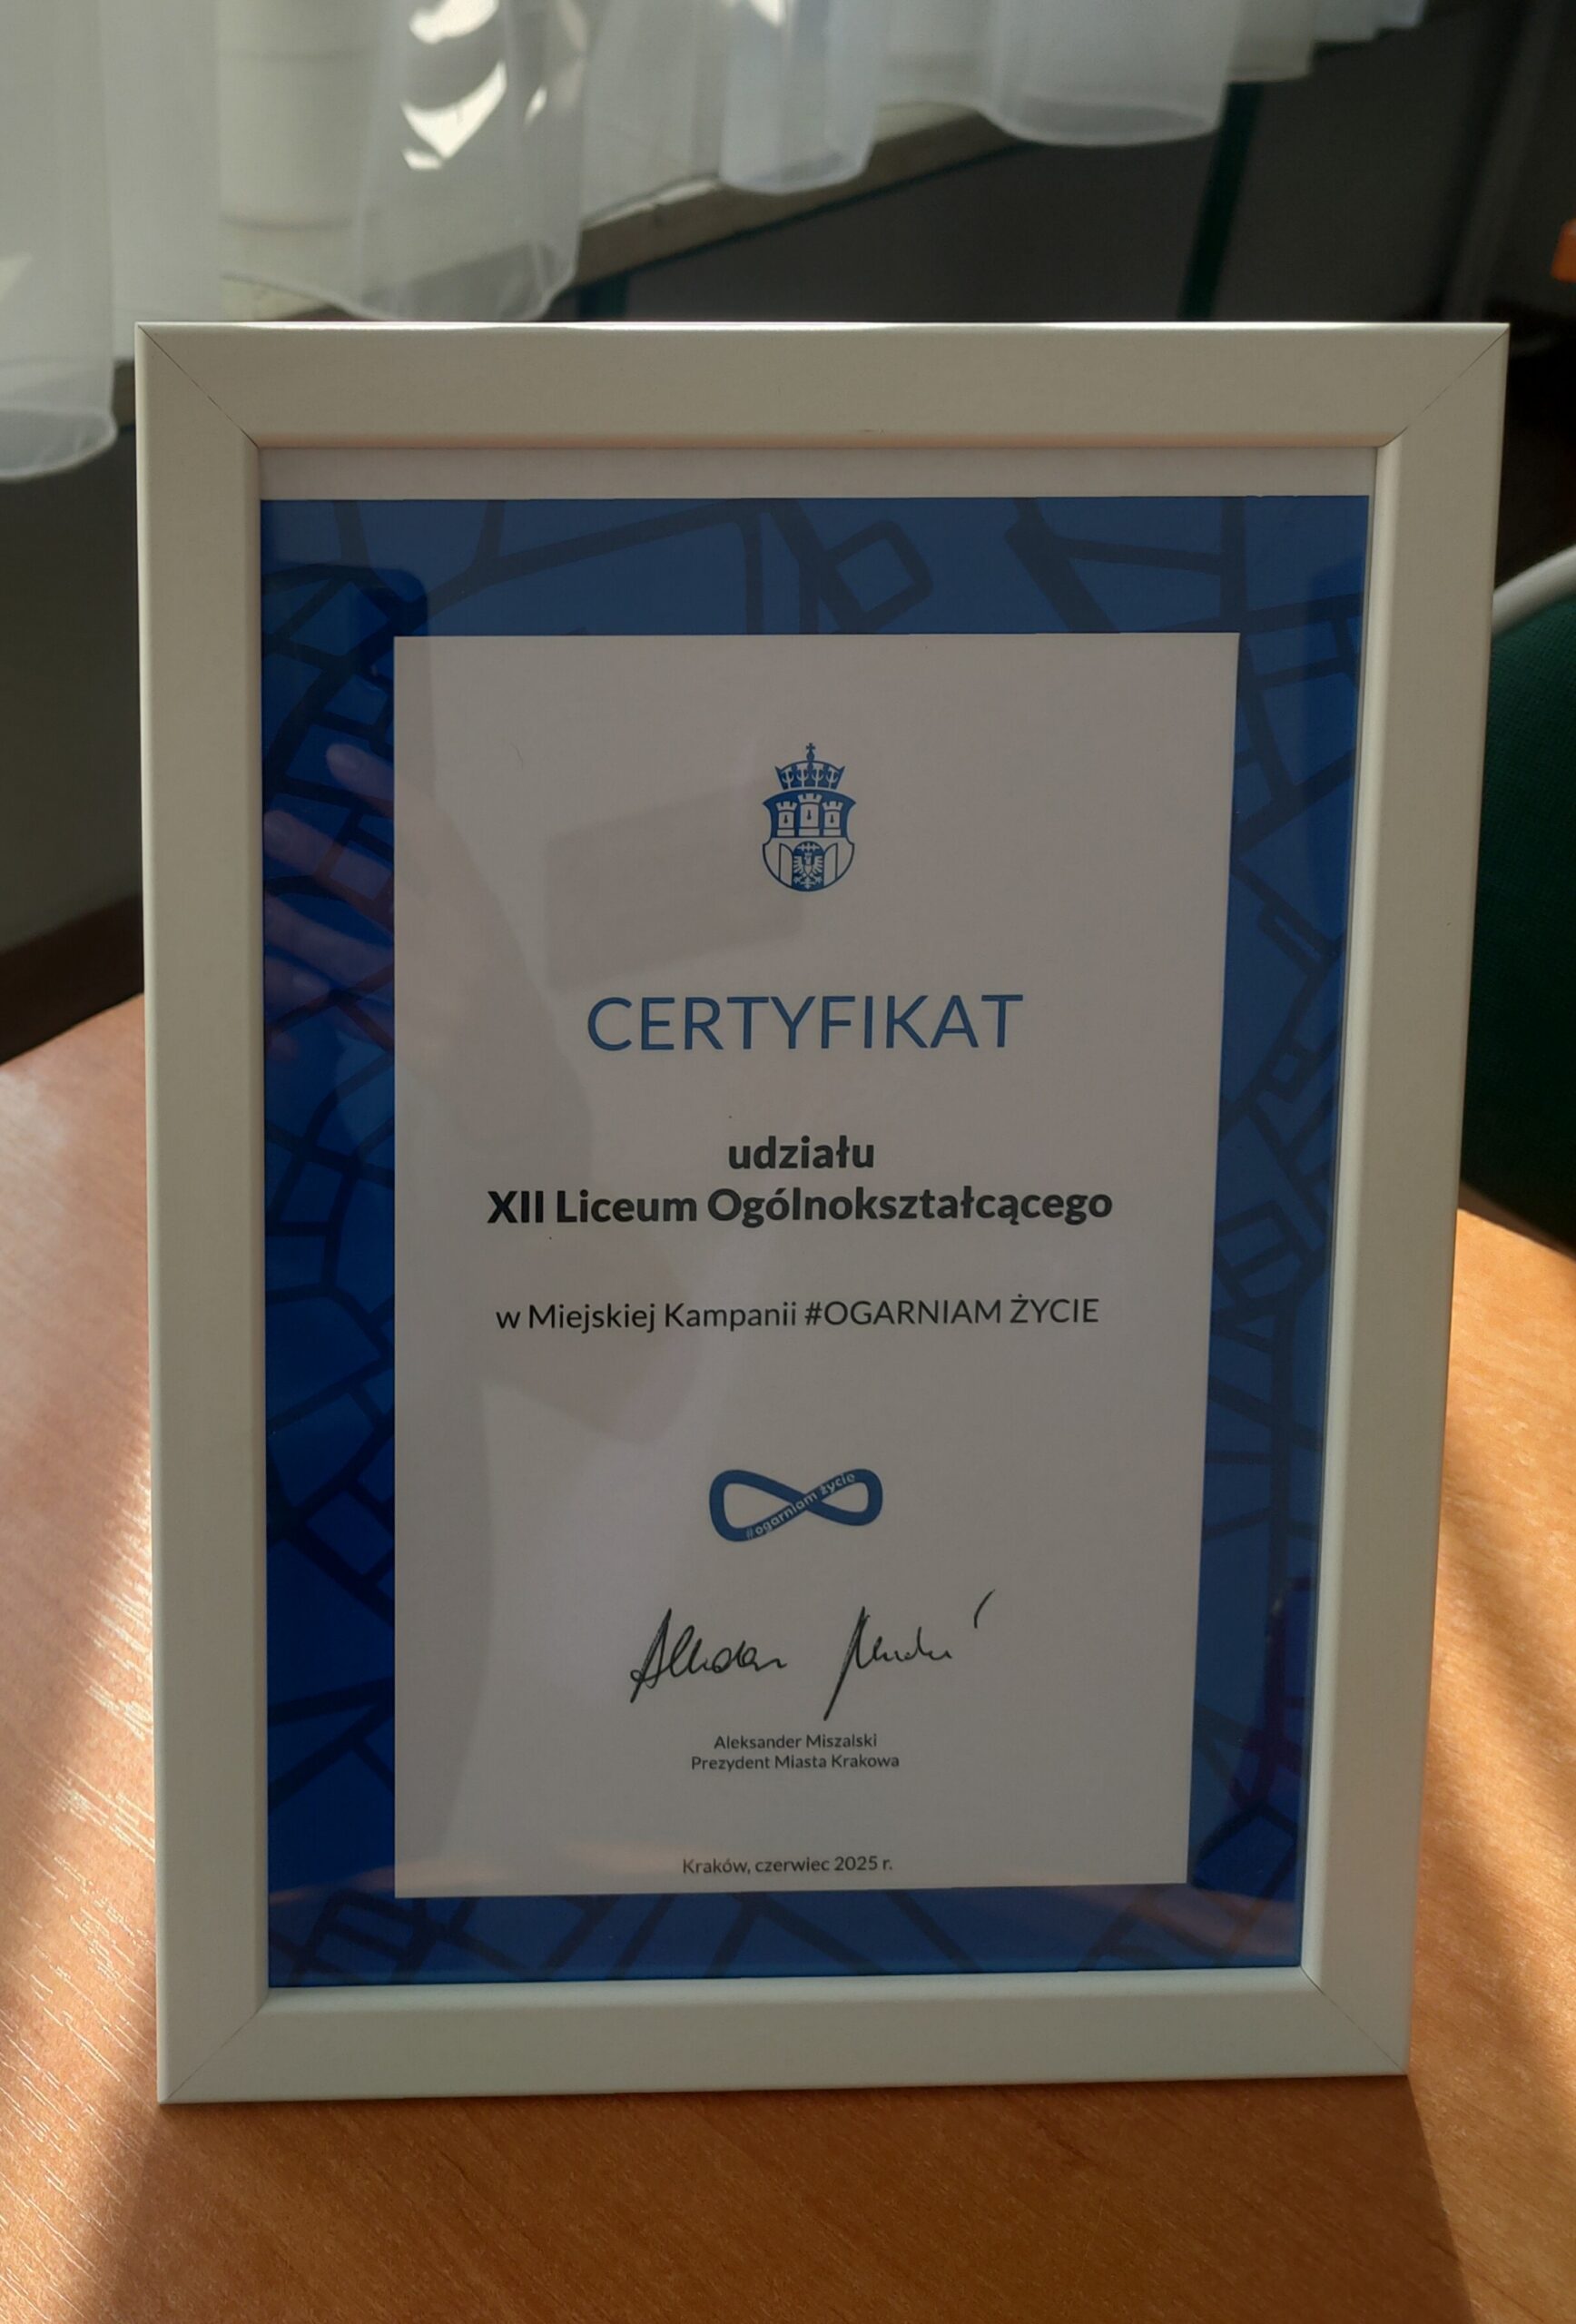 CERTYFIKAT
udziału
XII Liceum Ogólnokształcącego
w Miejskiej Kampanii #OGARNIAM ŻYCIE
#ogarniam życie
Aleksander Miszalski
Prezydent Miasta Krakowa
Kraków, czerwiec 2025 r.